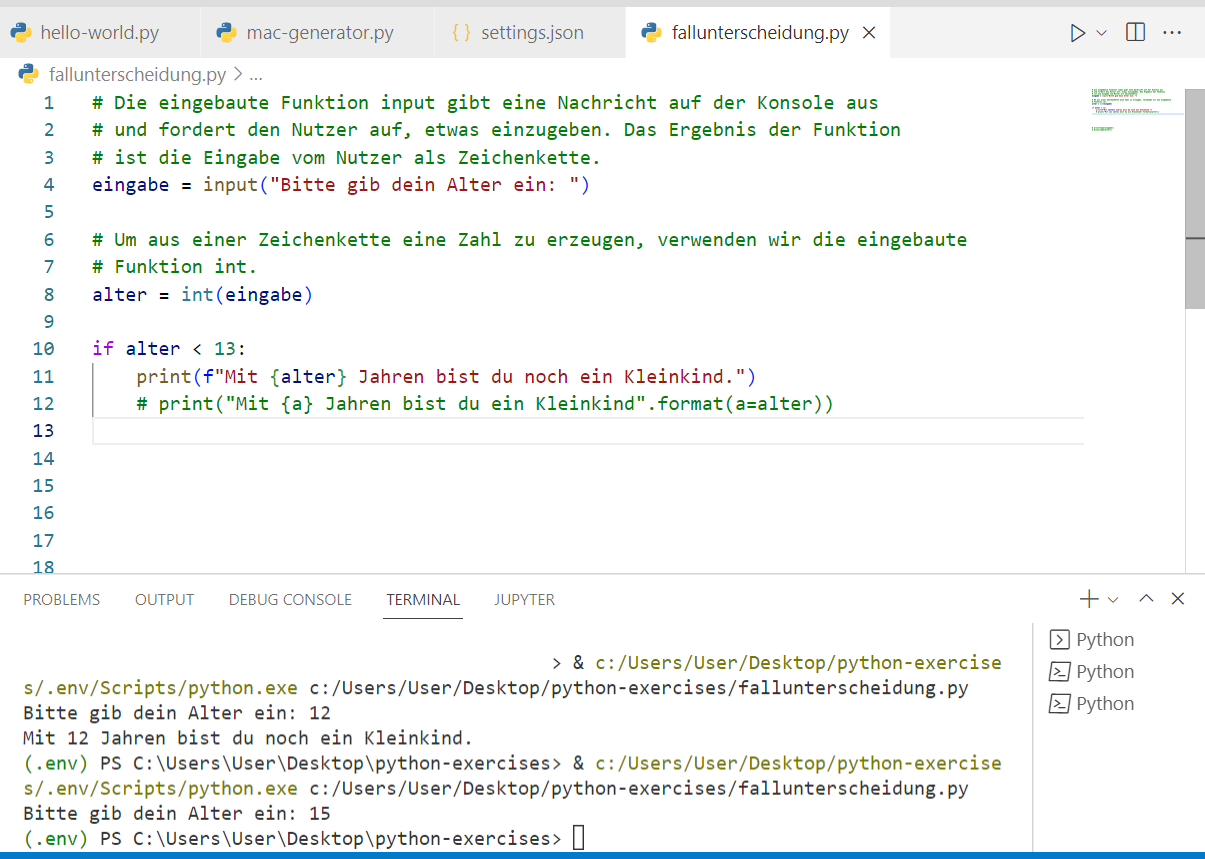 hello-world.py mac-generator.py {} settings.json fallunterscheidung.py
fallunterscheidung.py > ...
1 # Die eingebaute Funktion input gibt eine Nachricht auf der Konsole aus
2 # und fordert den Nutzer auf, etwas einzugeben. Das Ergebnis der Funktion
3 # ist die Eingabe vom Nutzer als Zeichenkette.
4 eingabe = input("Bitte gib dein Alter ein: ")
5
6 # Um aus einer Zeichenkette eine Zahl zu erzeugen, verwenden wir die eingebaute
7 # Funktion int.
8 alter = int(eingabe)
9
10 if alter < 13:
11     print(f"Mit {alter} Jahren bist du noch ein Kleinkind.")
12     # print("Mit {a} Jahren bist du ein Kleinkind".format(a=alter))
13
14
15
16
17
18
PROBLEMS OUTPUT DEBUG CONSOLE TERMINAL JUPYTER
> & c:/Users/User/Desktop/python-exercise
s/.env/Scripts/python.exe c:/Users/User/Desktop/python-exercises/fallunterscheidung.py
Bitte gib dein Alter ein: 12
Mit 12 Jahren bist du noch ein Kleinkind.
(.env) PS C:\Users\User\Desktop\python-exercises> & c:/Users/User/Desktop/python-exercise
s/.env/Scripts/python.exe c:/Users/User/Desktop/python-exercises/fallunterscheidung.py
Bitte gib dein Alter ein: 15
(.env) PS C:\Users\User\Desktop\python-exercises>
Python
Python
Python